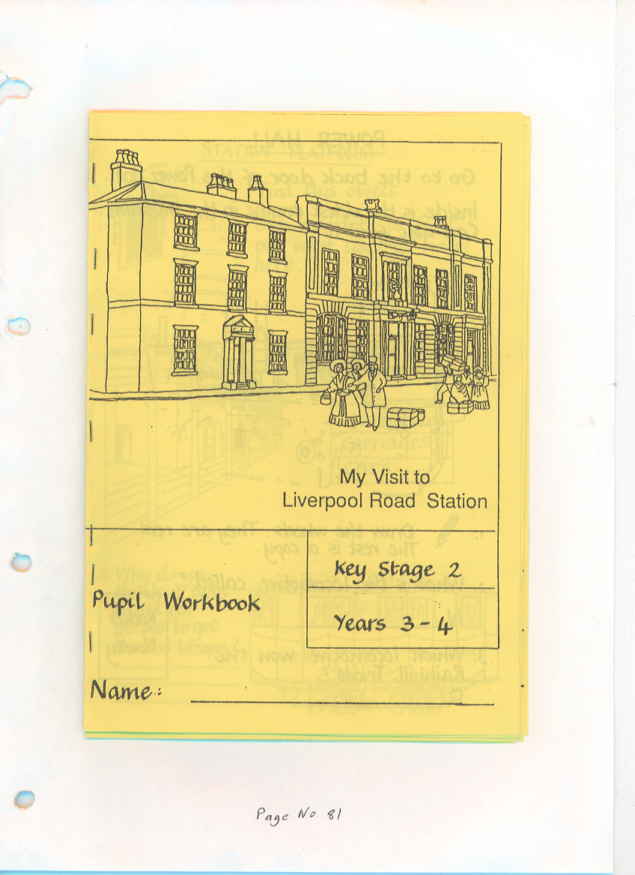 My Visit to
Liverpool Road Station
Key Stage 2
Pupil Workbook
Years 3-4
Name:
Page No. 81